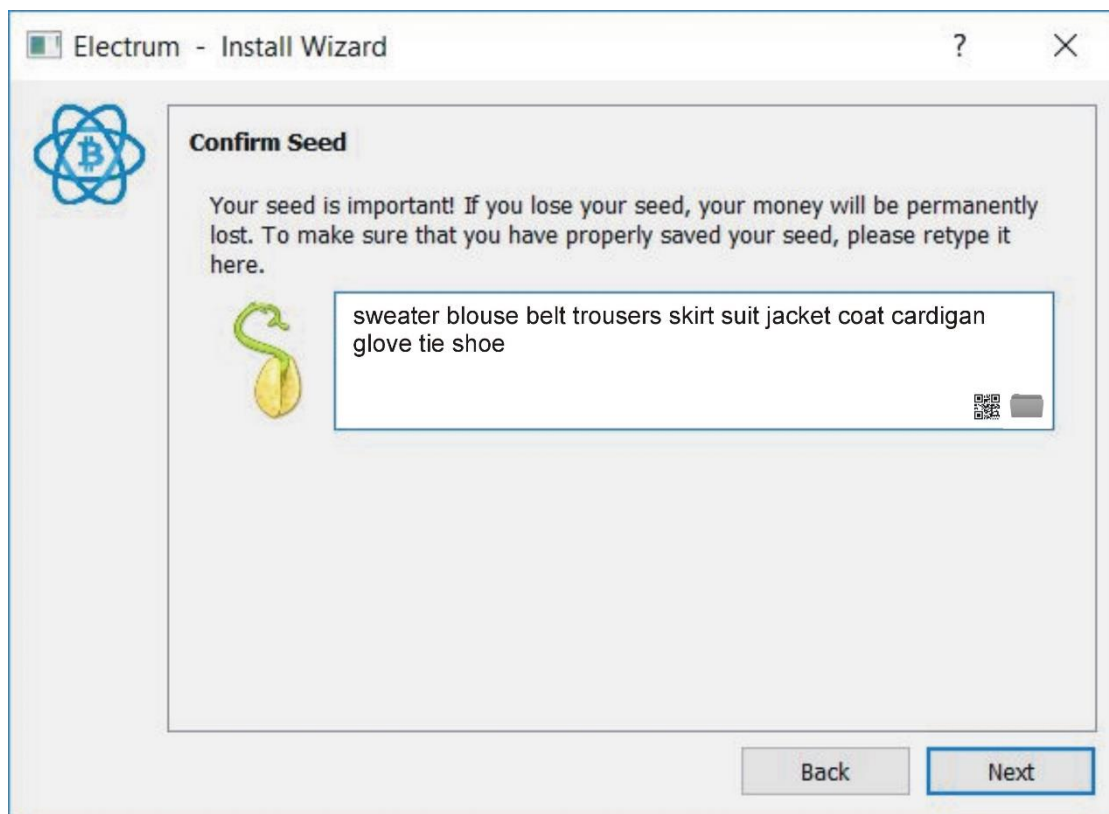 Electrum - Install Wizard
?
Confirm Seed
Your seed is important! If you lose your seed, your money will be permanently
lost. To make sure that you have properly saved your seed, please retype it
here.
sweater blouse belt trousers skirt suit jacket coat cardigan
glove tie shoe
Back
Next